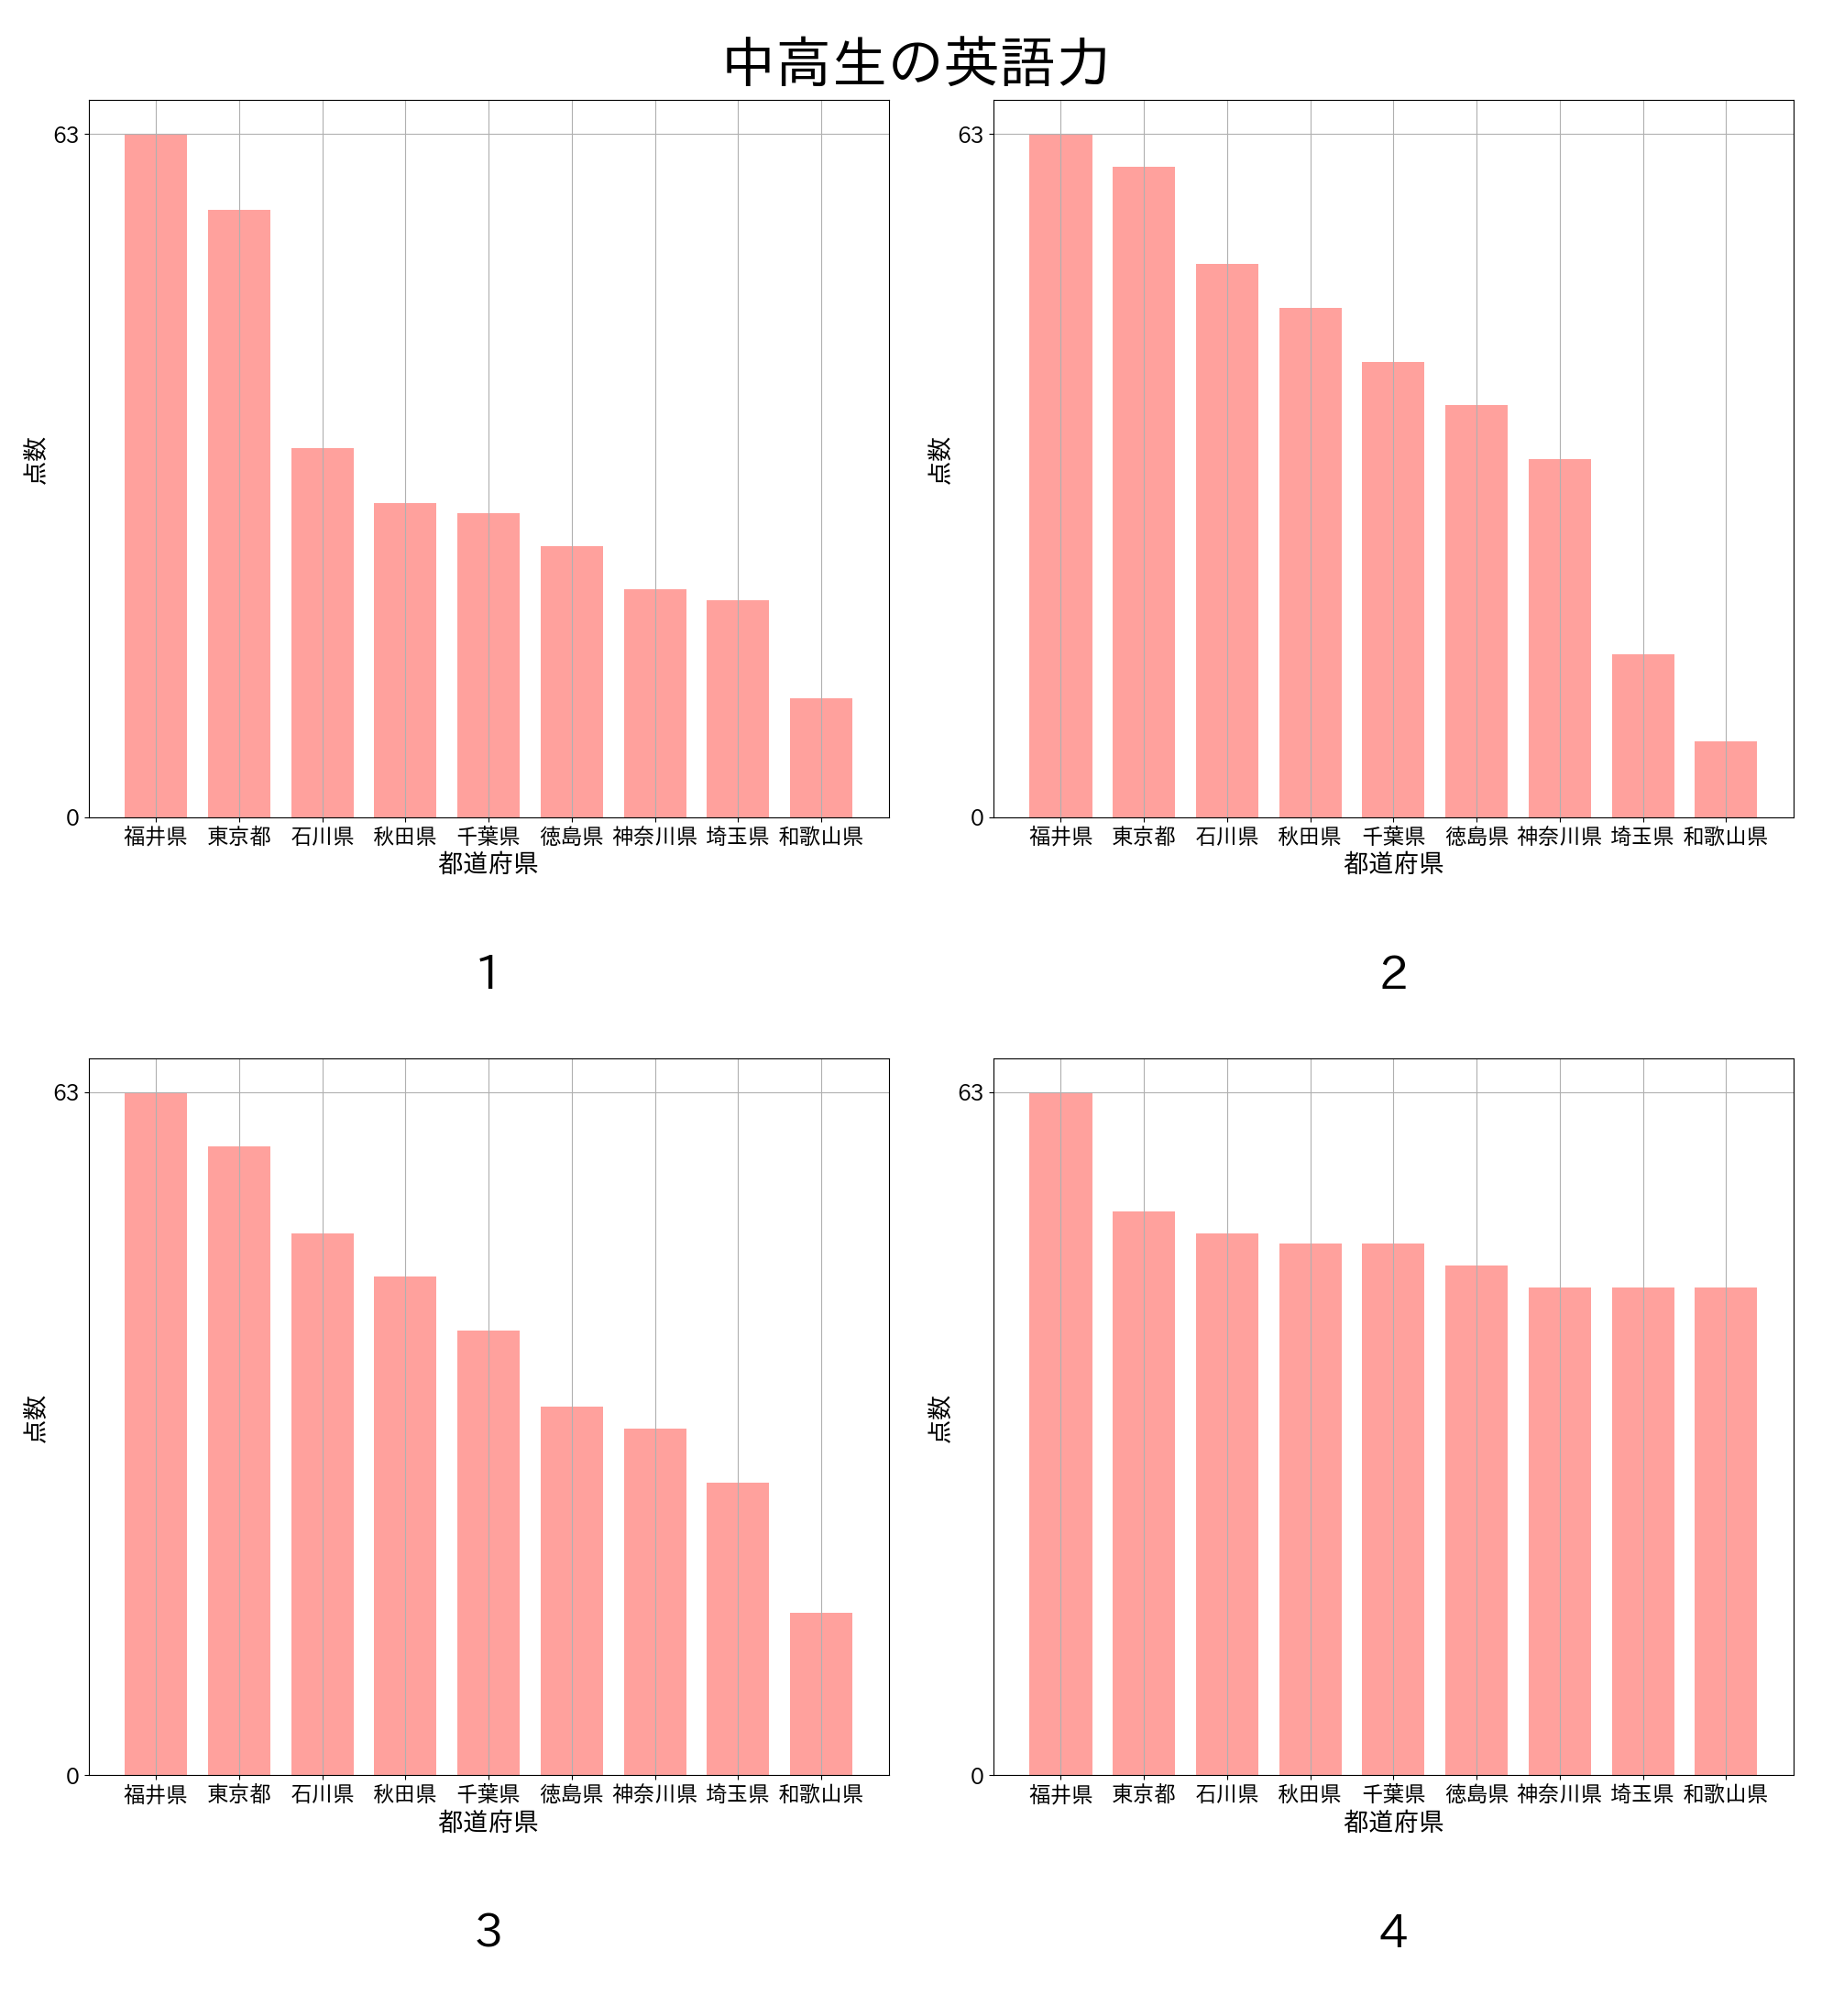 中高生の英語力
63
0
点数
福井県 東京都 石川県 秋田県 千葉県 徳島県 神奈川県 埼玉県 和歌山県
都道府県
1
63
0
点数
福井県 東京都 石川県 秋田県 千葉県 徳島県 神奈川県 埼玉県 和歌山県
都道府県
2
63
0
点数
福井県 東京都 石川県 秋田県 千葉県 徳島県 神奈川県 埼玉県 和歌山県
都道府県
3
63
0
点数
福井県 東京都 石川県 秋田県 千葉県 徳島県 神奈川県 埼玉県 和歌山県
都道府県
4